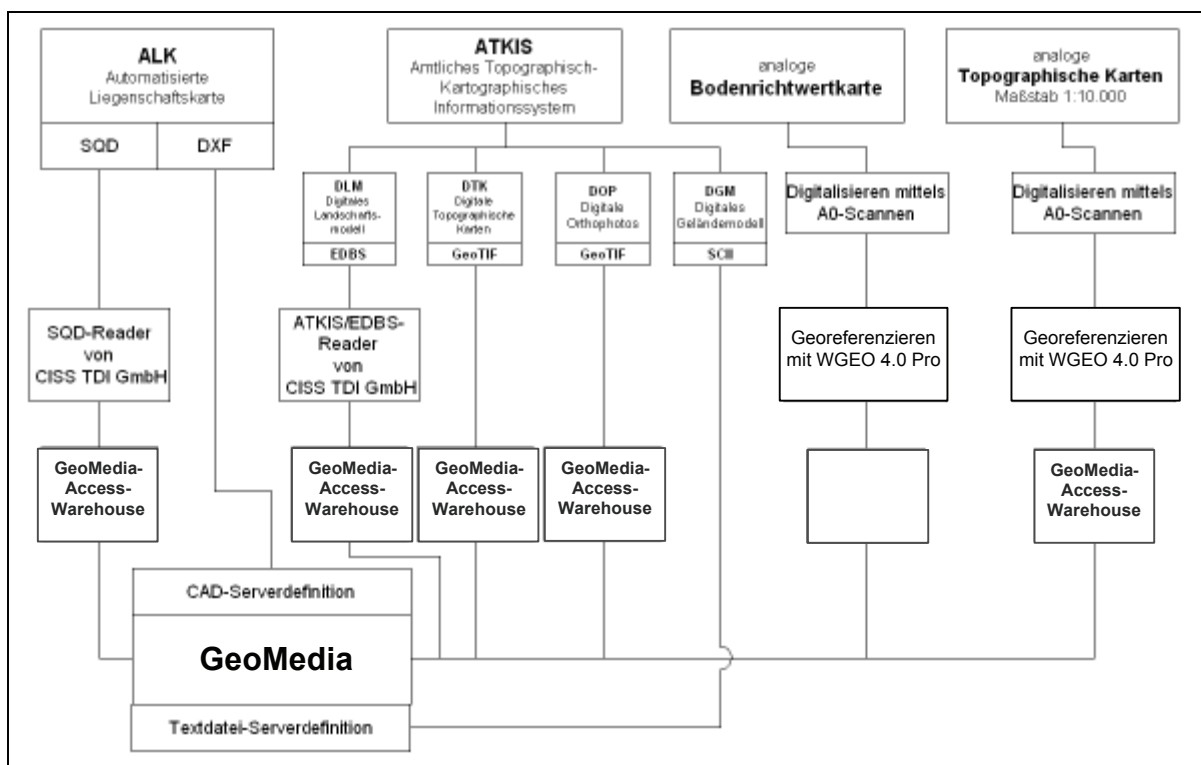 ALK
Automatisierte
Liegenschaftskarte
SQD
DXF
ATKIS
Amtliches Topographisch-
Kartographisches
Informationssystem
analoge
Bodenrichtwertkarte
analoge
Topographische Karten
Maßstab 1:10.000
DLM
Digitales
Landschafts-
modell
EDBS
DTK
Digitale
Topographische
Karten
GeoTIF
DOP
Digitale
Orthophotos
GeoTIF
DGM
Digitales
Geländemodell
SCII
Digitalisieren mittels
A0-Scannen
Digitalisieren mittels
A0-Scannen
SQD-Reader
von
CISS TDI GmbH
ATKIS/EDBS-
Reader
von
CISS TDI GmbH
Georeferenzieren
mit WGEO 4.0 Pro
Georeferenzieren
mit WGEO 4.0 Pro
GeoMedia-
Access-
Warehouse
GeoMedia-
Access-
Warehouse
GeoMedia-
Access-
Warehouse
GeoMedia-
Access-
Warehouse
GeoMedia-
Access-
Warehouse
CAD-Serverdefinition
GeoMedia
Textdatei-Serverdefinition